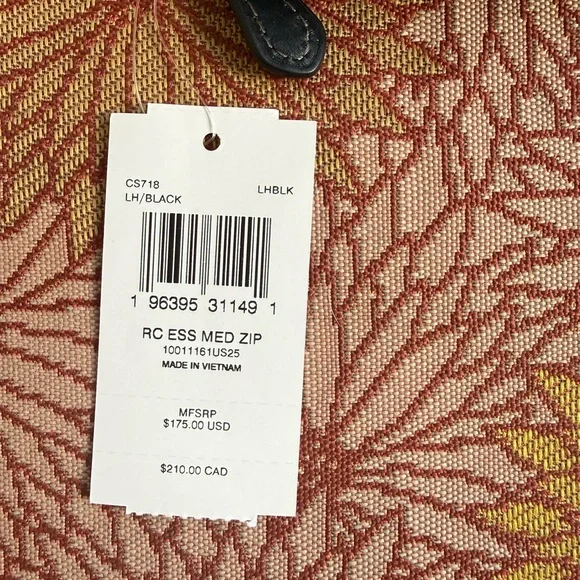 CS718
LH/BLACK LHBLK
1 96395 31149 1
RC ESS MED ZIP
10011161US25
MADE IN VIETNAM
MFSRP
$175.00 USD
$210.00 CAD